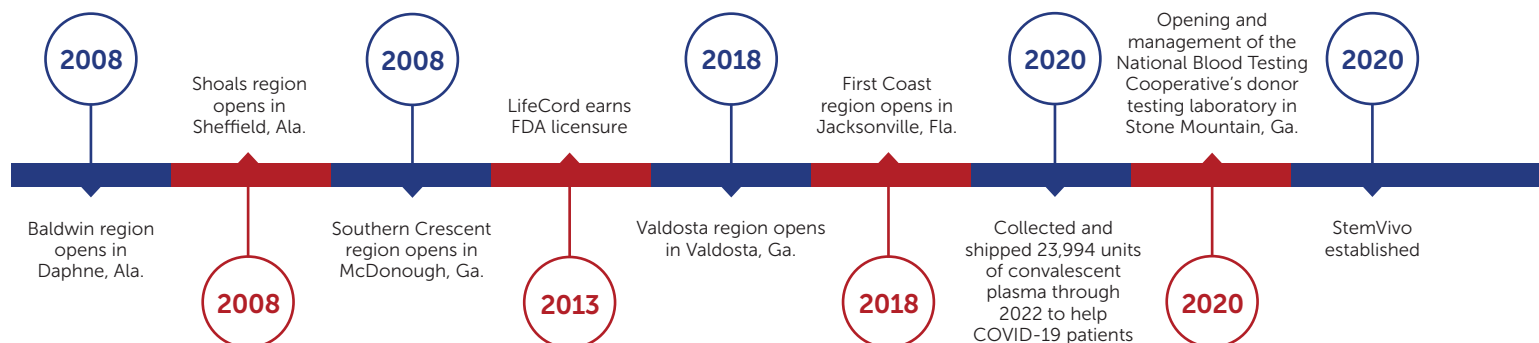 2008
Baldwin region
opens in
Daphne, Ala.
Shoals region
opens in
Sheffield, Ala.
2008
2008
Southern Crescent
region opens in
McDonough, Ga.
LifeCord earns
FDA licensure
2013
2018
Valdosta region opens
in Valdosta, Ga.
First Coast
region opens in
Jacksonville, Fla.
2018
2020
Collected and
shipped 23,994 units
of convalescent
plasma through
2022 to help
COVID-19 patients
Opening and
management of the
National Blood Testing
Cooperative’s donor
testing laboratory in
Stone Mountain, Ga.
2020
2020
StemVivo
established